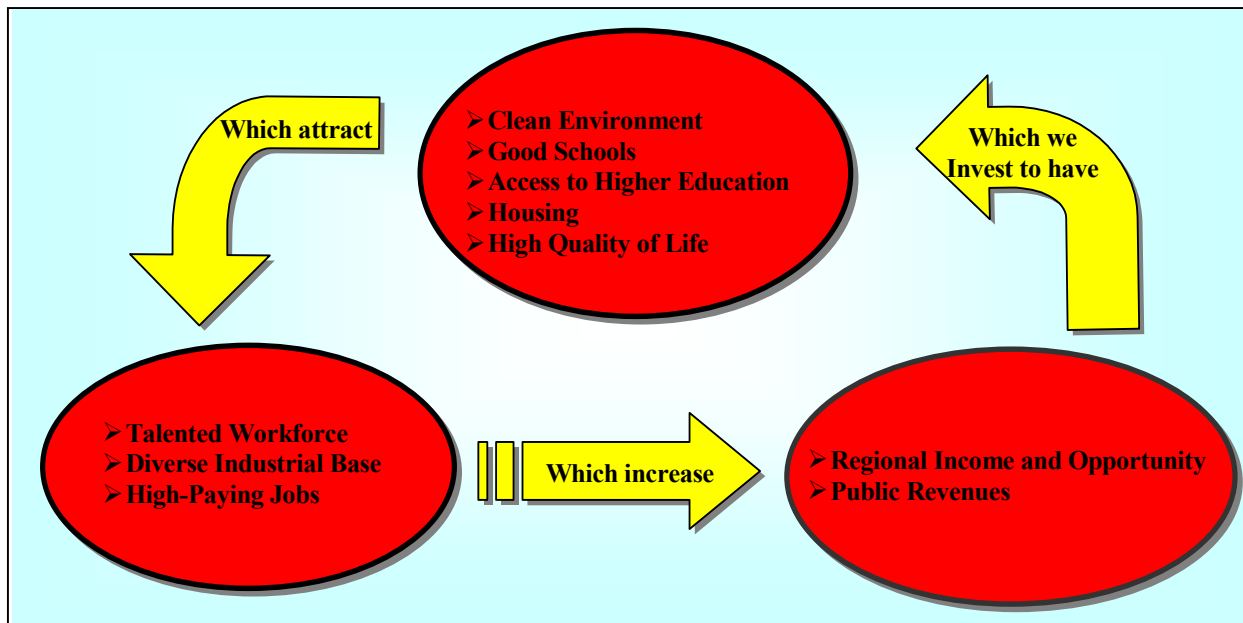 Which attract
➢ Clean Environment
➢ Good Schools
➢ Access to Higher Education
➢ Housing
➢ High Quality of Life
Which we
Invest to have
➢ Talented Workforce
➢ Diverse Industrial Base
➢ High-Paying Jobs
Which increase
➢ Regional Income and Opportunity
➢ Public Revenues